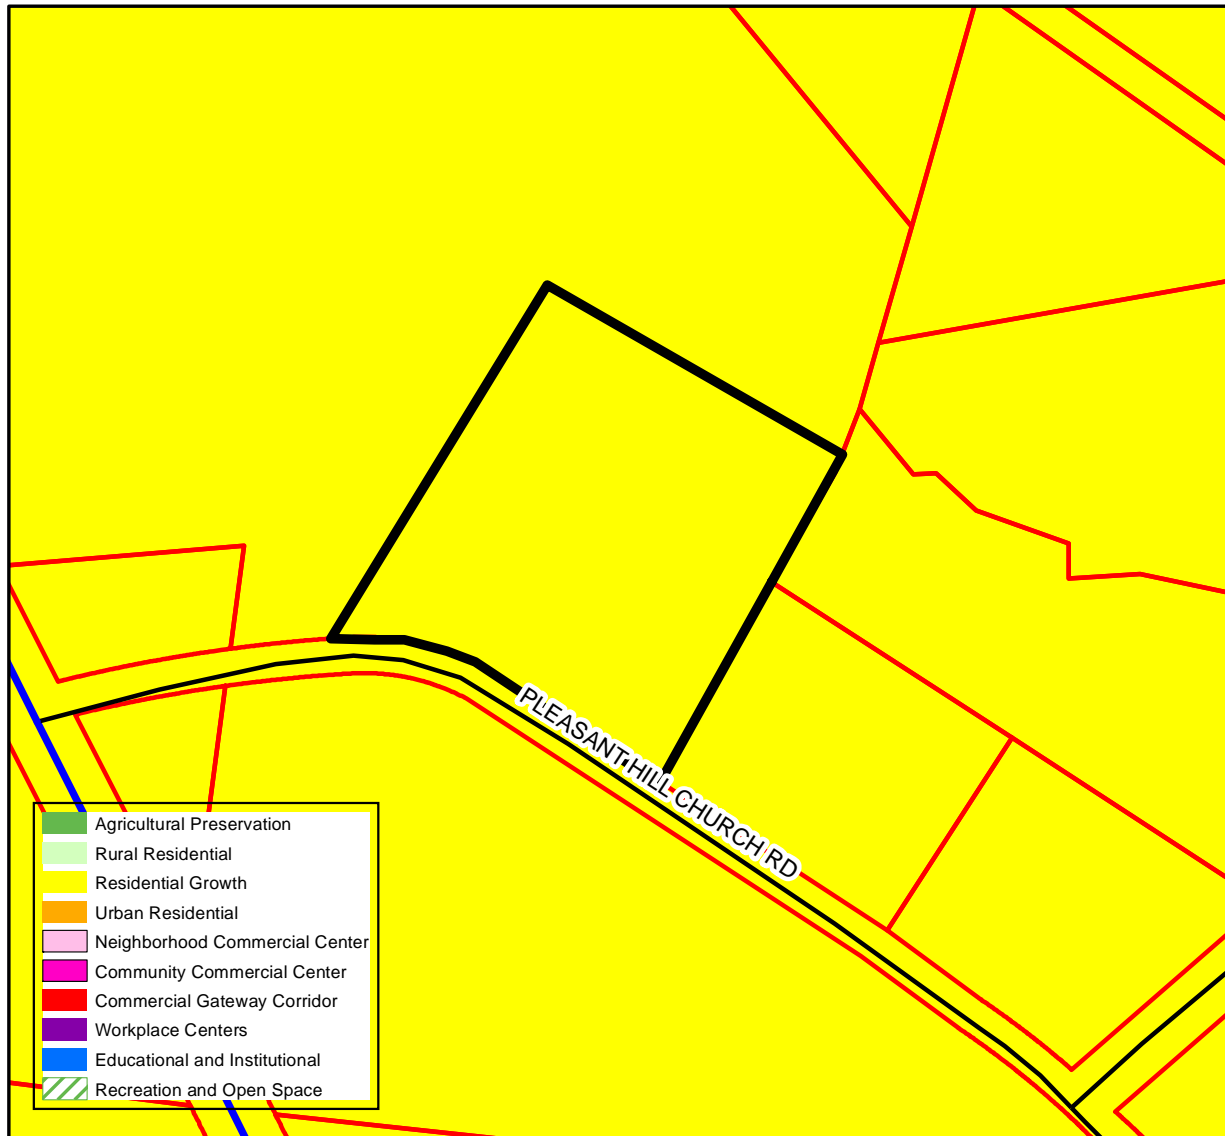 PLEASANT HILL CHURCH RD
Agricultural Preservation
Rural Residential
Residential Growth
Urban Residential
Neighborhood Commercial Center
Community Commercial Center
Commercial Gateway Corridor
Workplace Centers
Educational and Institutional
Recreation and Open Space